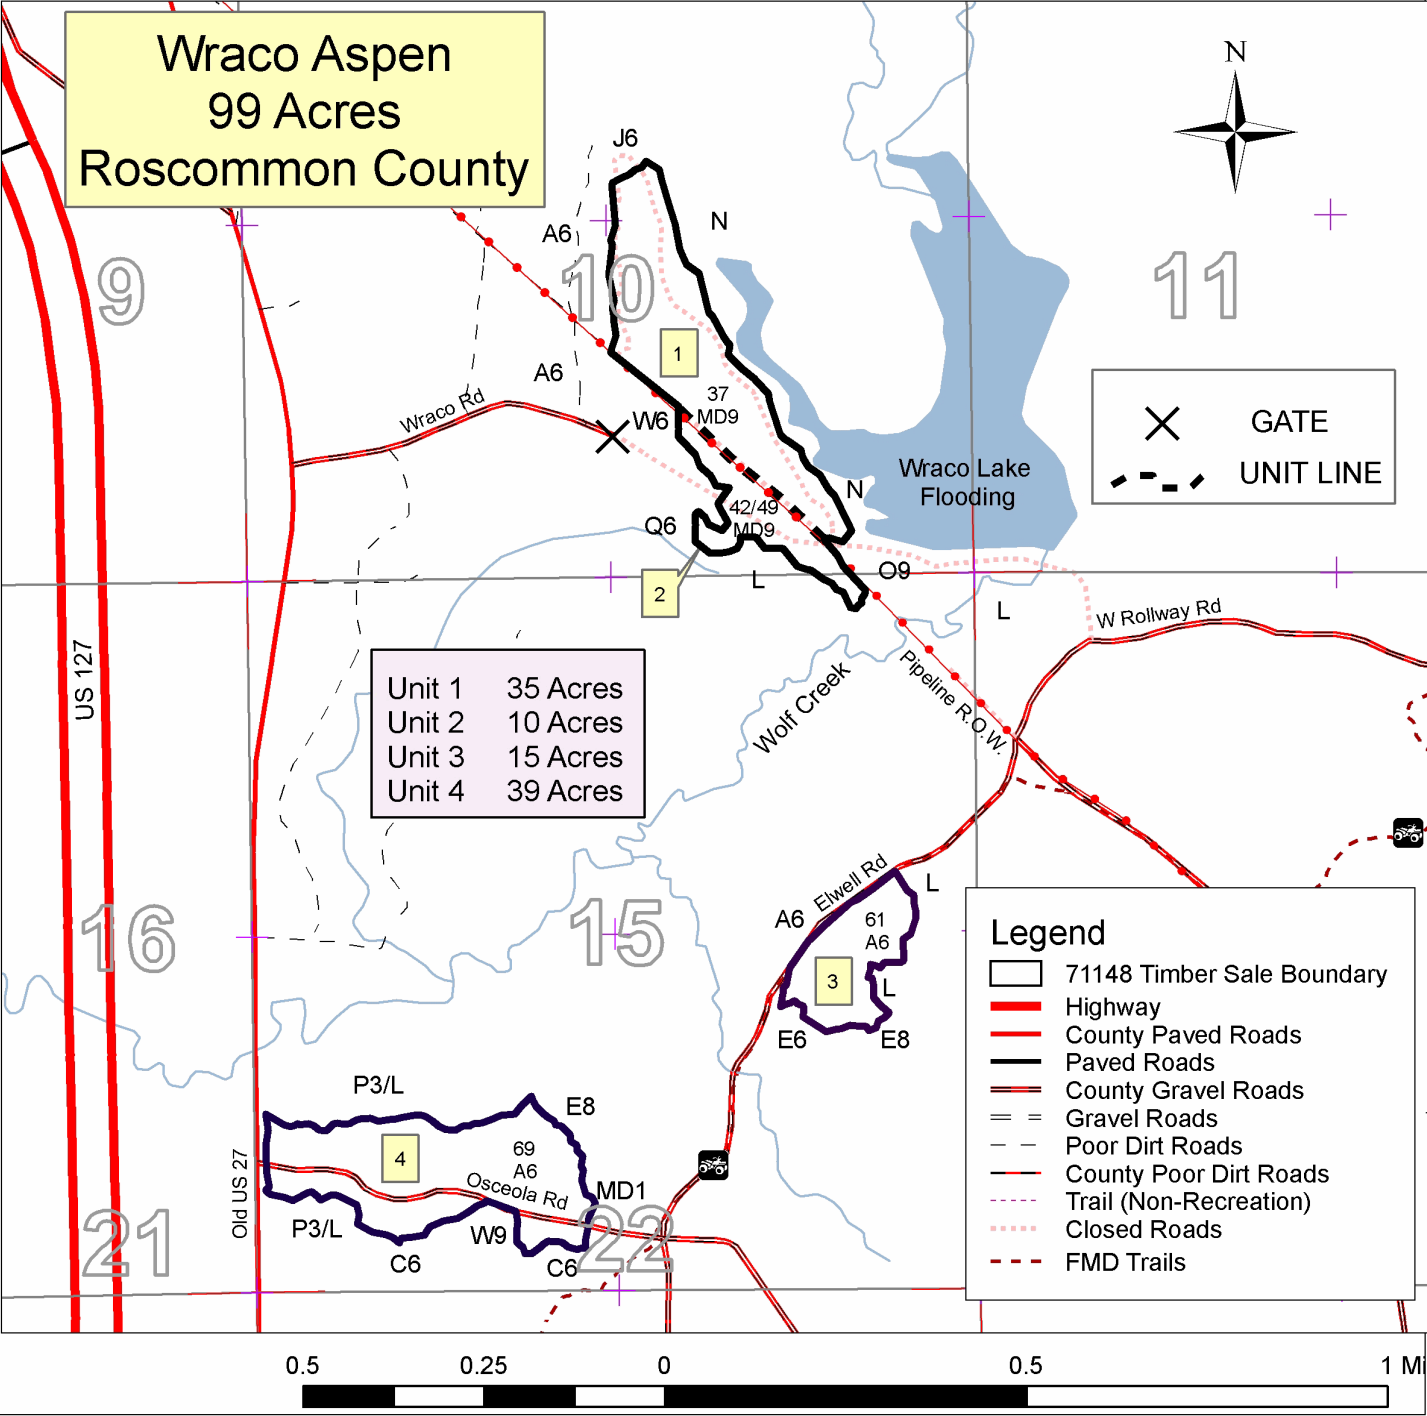 Wraco Aspen
99 Acres
Roscommon County
N
J6
N
A6
9
10
11
1
A6
37
MD9
Wraco Rd
W6
GATE
UNIT LINE
Wraco Lake
Flooding
N
42/49
MD9
Q6
O9
L
2
L
W Rollway Rd
US 127
Unit 1 35 Acres
Unit 2 10 Acres
Unit 3 15 Acres
Unit 4 39 Acres
Wolf Creek
Pipeline R.O.W.
Elwell Rd
L
A6
61
A6
16
15
3
L
E6
E8
Legend
71148 Timber Sale Boundary
Highway
County Paved Roads
Paved Roads
County Gravel Roads
Gravel Roads
Poor Dirt Roads
County Poor Dirt Roads
Trail (Non-Recreation)
Closed Roads
FMD Trails
P3/L
E8
4
69
A6
Osceola Rd
MD1
Old US 27
P3/L
W9
21
22
C6
C6
0.5 0.25 0 0.5 1 Mi